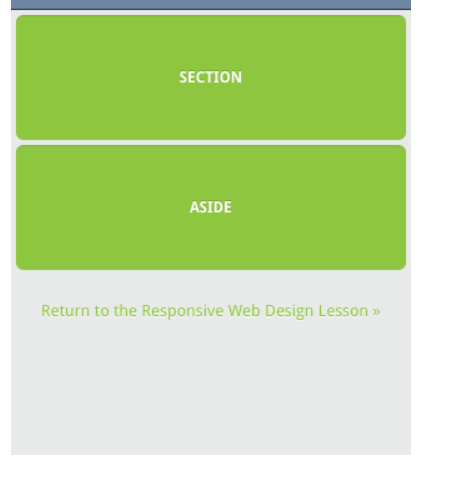 SECTION
ASIDE
Return to the Responsive Web Design Lesson »